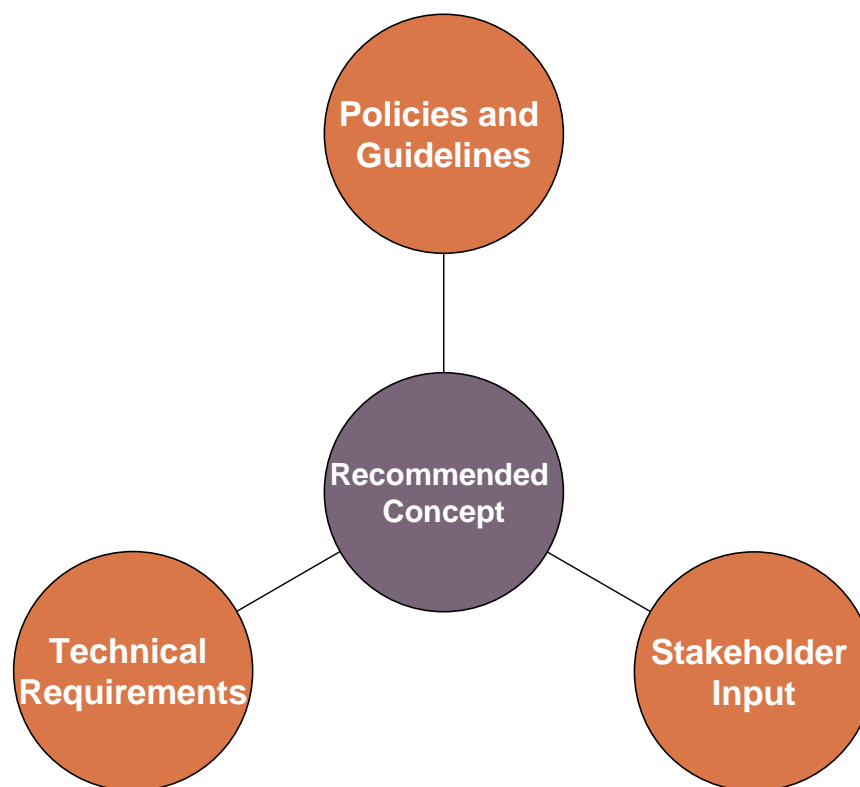 Policies and
Guidelines
Recommended
Concept
Technical
Requirements
Stakeholder
Input